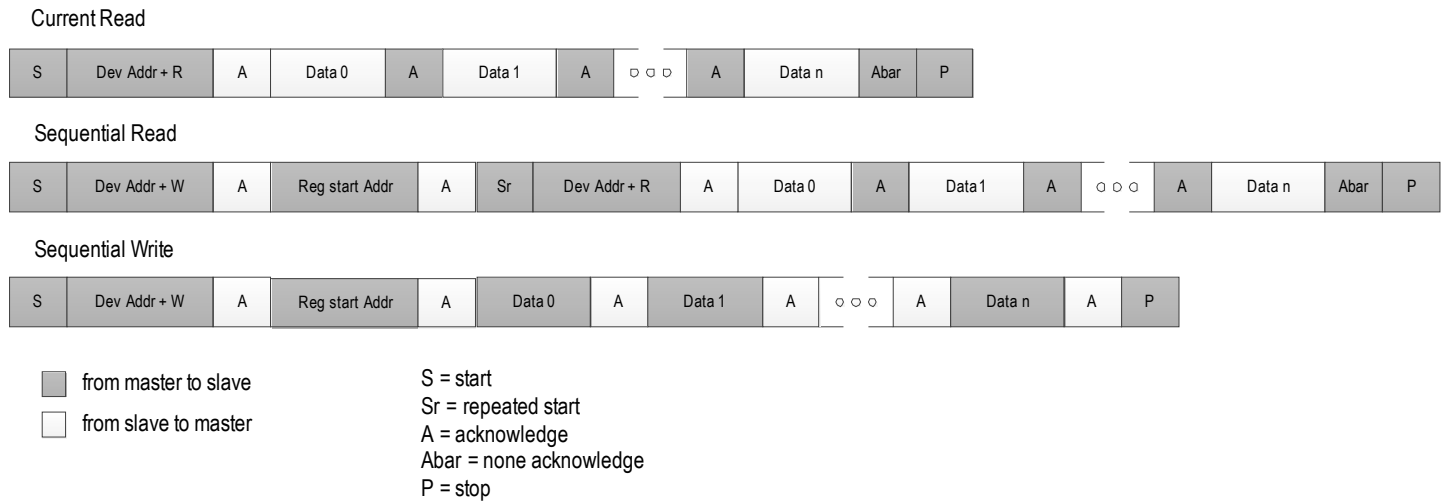 Current Read
S Dev Addr + R A Data 0 A Data 1 A A Data n Abar P
Sequential Read
S Dev Addr + W A Reg start Addr A Sr Dev Addr + R A Data 0 A Data1 A A Data n Abar P
Sequential Write
S Dev Addr + W A Reg start Addr A Data 0 A Data 1 A A Data n A P
from master to slave
from slave to master
S = start
Sr = repeated start
A = acknowledge
Abar = none acknowledge
P = stop